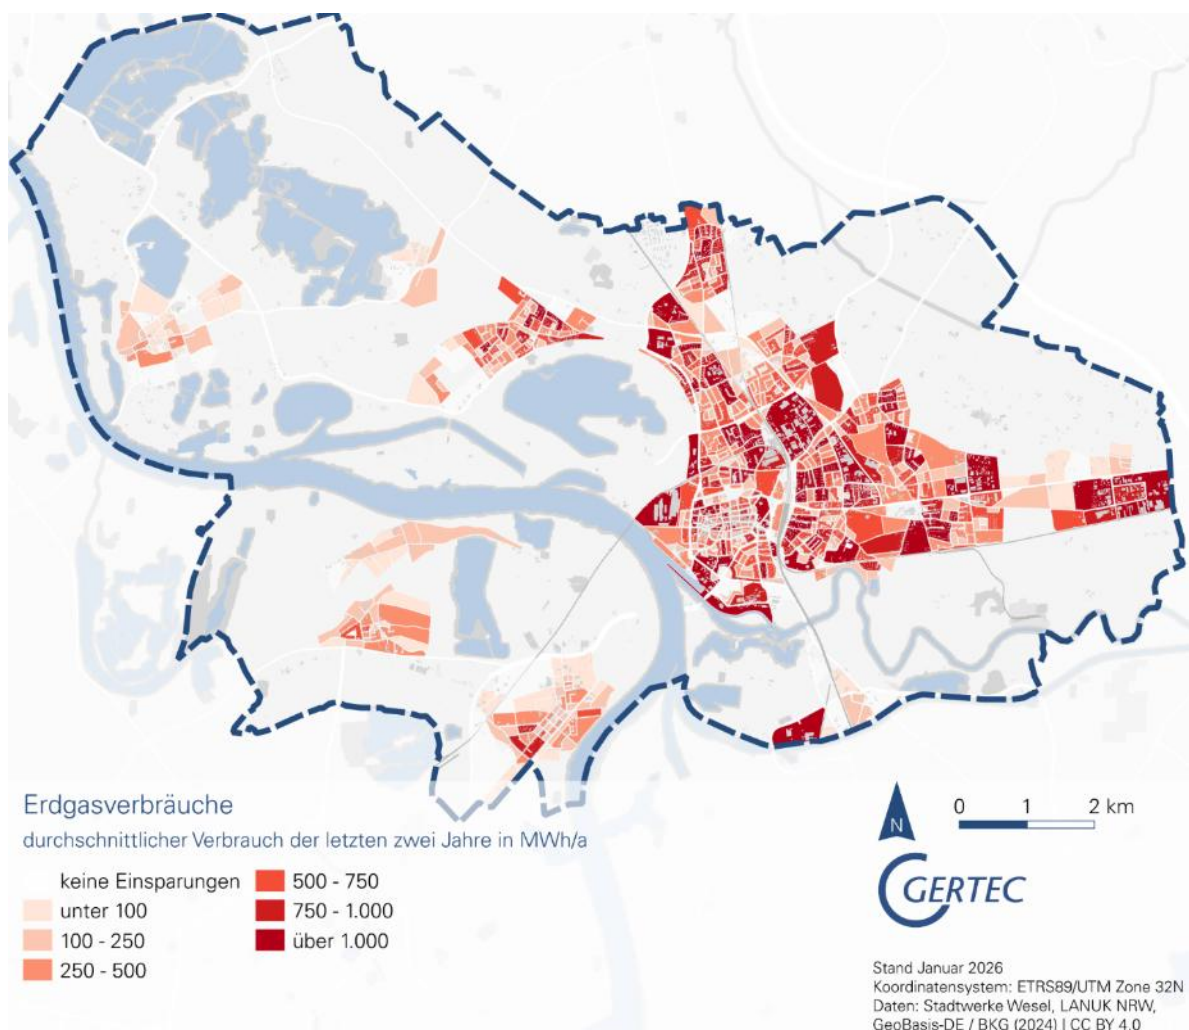 Erdgasverbräuche
durchschnittlicher Verbrauch der letzten zwei Jahre in MWh/a
keine Einsparungen
unter 100
100 - 250
250 - 500
500 - 750
750 - 1.000
über 1.000
N
0 1 2 km
GERTEC
Stand Januar 2026
Koordinatensystem: ETRS89/UTM Zone 32N
Daten: Stadtwerke Wesel, LANUK NRW,
GeoBasis-DE / BKG (2024) | CC BY 4.0